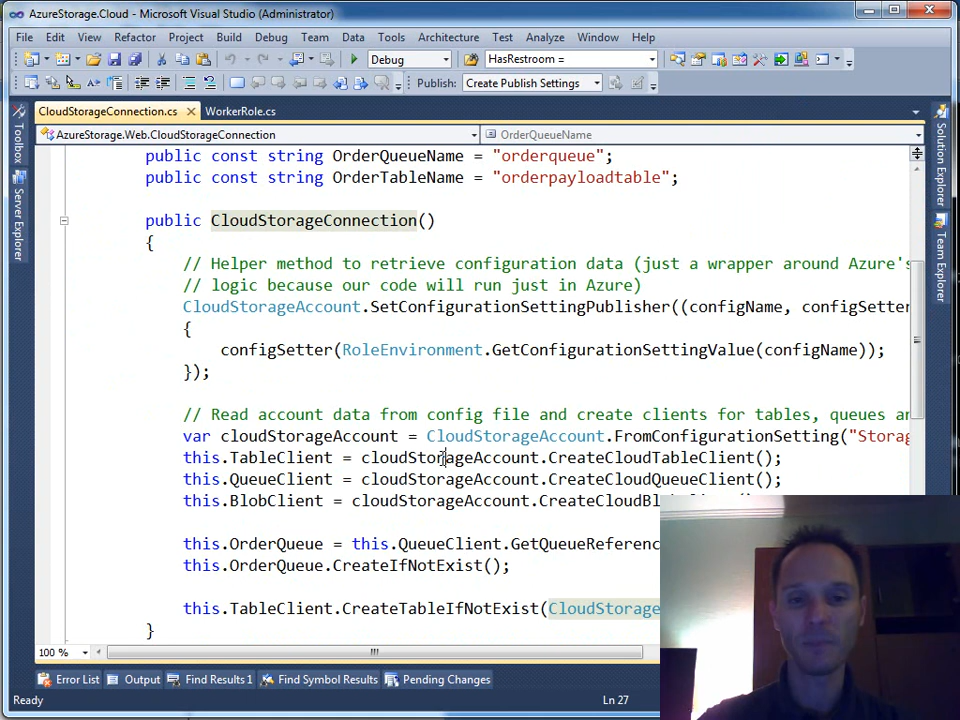 AzureStorage.Cloud - Microsoft Visual Studio (Administrator)
File Edit View Refactor Project Build Debug Team Data Tools Architecture Test Analyze Window Help
Debug HasRestroom =
Publish: Create Publish Settings
CloudStorageConnection.cs WorkerRole.cs
AzureStorage.Web.CloudStorageConnection OrderQueueName
Toolbox
Server Explorer
Solution Explorer
Team Explorer
public const string OrderQueueName = "orderqueue";
public const string OrderTableName = "orderpayloadtable";
public CloudStorageConnection()
{
// Helper method to retrieve configuration data (just a wrapper around Azure's
// logic because our code will run just in Azure)
CloudStorageAccount.SetConfigurationSettingPublisher((configName, configSetter
{
configSetter(RoleEnvironment.GetConfigurationSettingValue(configName));
});
// Read account data from config file and create clients for tables, queues an
var cloudStorageAccount = CloudStorageAccount.FromConfigurationSetting("Storag
this.TableClient = cloudStorageAccount.CreateCloudTableClient();
this.QueueClient = cloudStorageAccount.CreateCloudQueueClient();
this.BlobClient = cloudStorageAccount.CreateCloudBl
this.OrderQueue = this.QueueClient.GetQueueReferenc
this.OrderQueue.CreateIfNotExist();
this.TableClient.CreateTableIfNotExist(CloudStorage
}
100 %
Error List Output Find Results 1 Find Symbol Results Pending Changes
Ready Ln 27